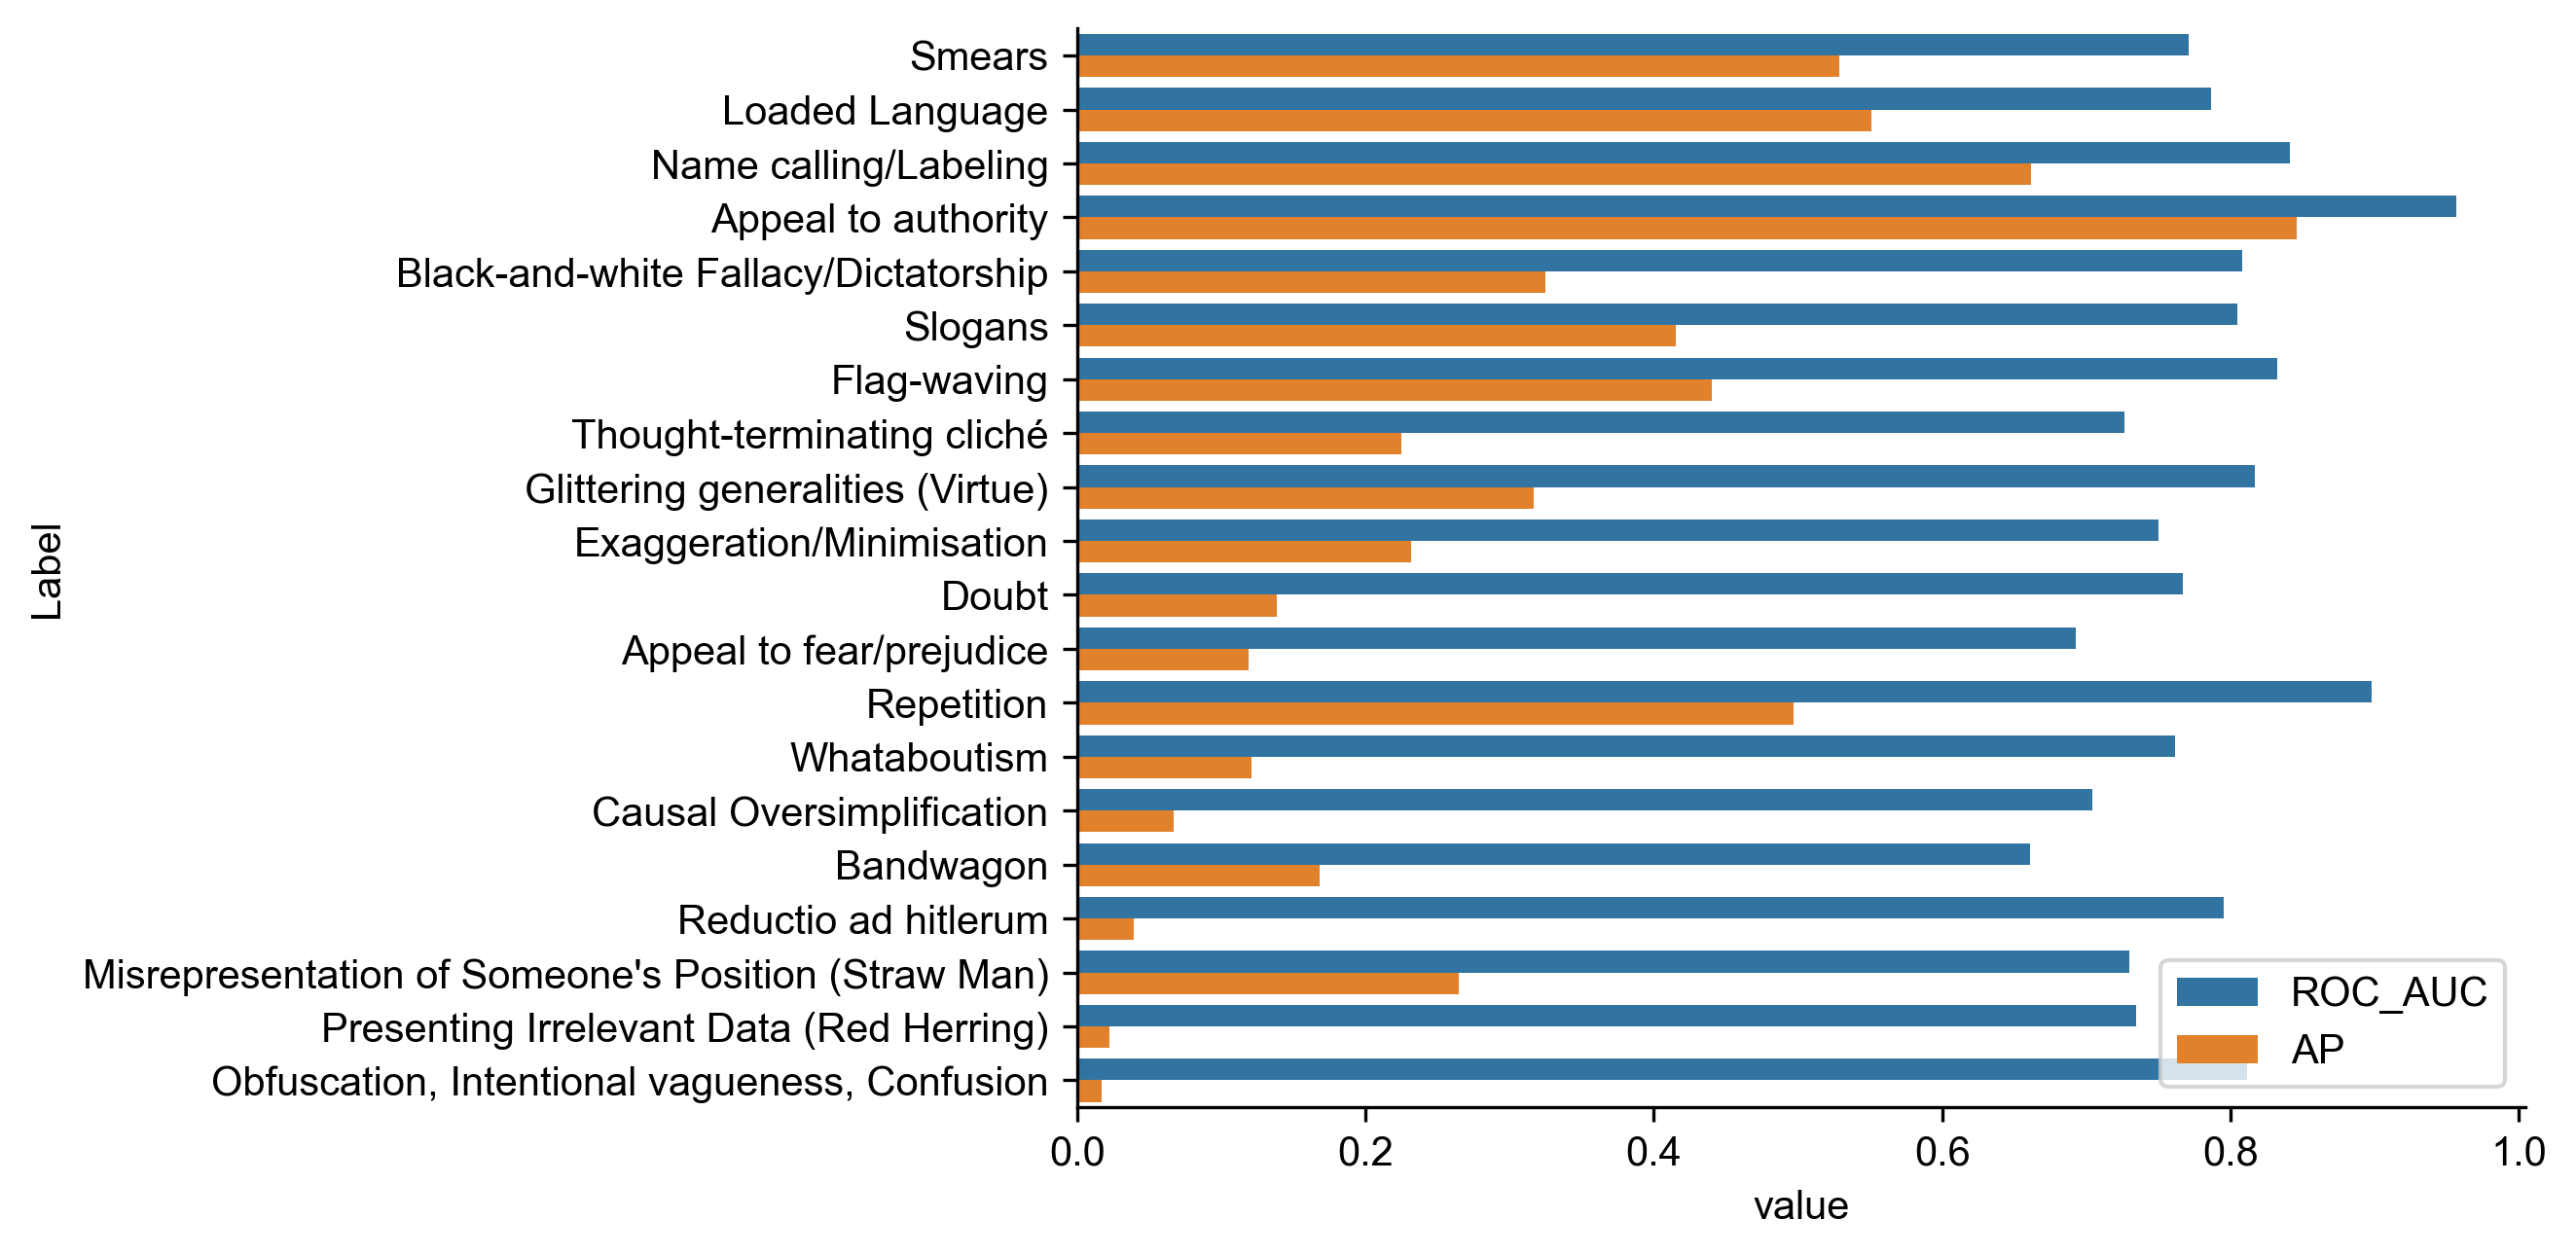 Smears
Loaded Language
Name calling/Labeling
Appeal to authority
Black-and-white Fallacy/Dictatorship
Slogans
Flag-waving
Thought-terminating cliché
Glittering generalities (Virtue)
Exaggeration/Minimisation
Doubt
Appeal to fear/prejudice
Repetition
Whataboutism
Causal Oversimplification
Bandwagon
Reductio ad hitlerum
Misrepresentation of Someone's Position (Straw Man)
Presenting Irrelevant Data (Red Herring)
Obfuscation, Intentional vagueness, Confusion
Label
ROC_AUC
AP
0.0 0.2 0.4 0.6 0.8 1.0
value